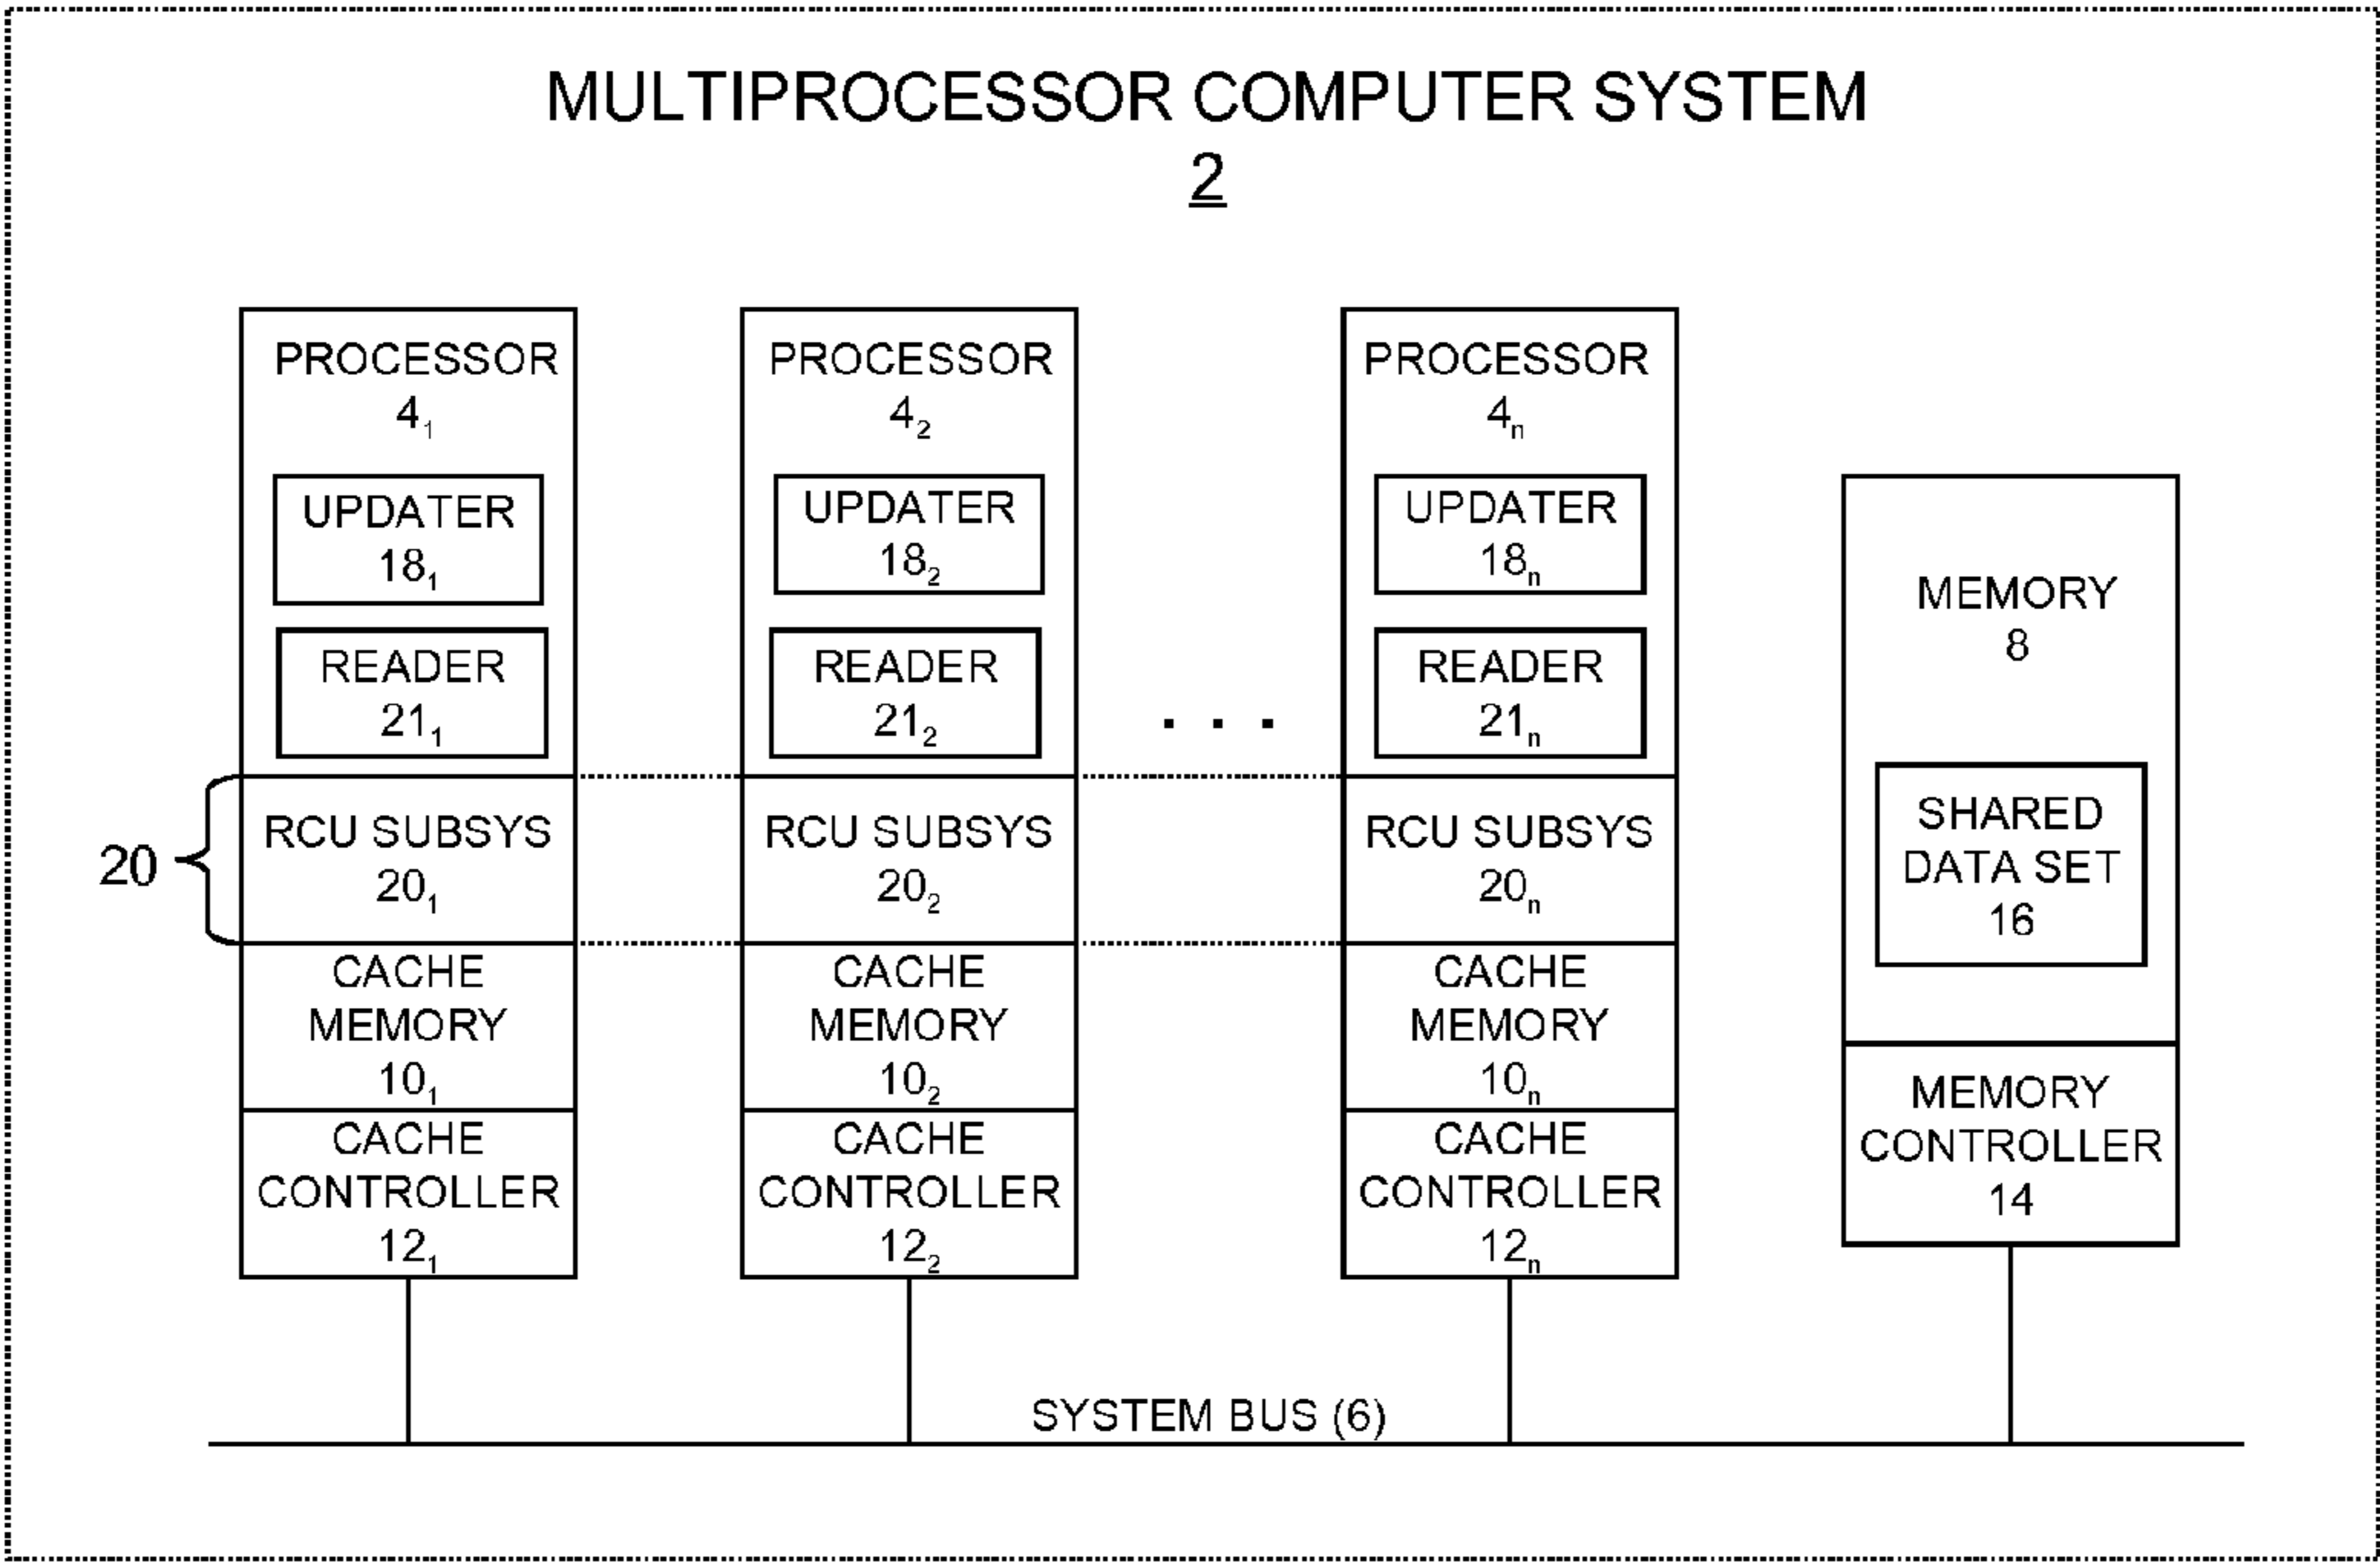 MULTIPROCESSOR COMPUTER SYSTEM
2
PROCESSOR
4₁
UPDATER
18₁
READER
21₁
RCU SUBSYS
20₁
CACHE
MEMORY
10₁
CACHE
CONTROLLER
12₁
20
PROCESSOR
4₂
UPDATER
18₂
READER
21₂
RCU SUBSYS
20₂
CACHE
MEMORY
10₂
CACHE
CONTROLLER
12₂
. . .
PROCESSOR
4ₙ
UPDATER
18ₙ
READER
21ₙ
RCU SUBSYS
20ₙ
CACHE
MEMORY
10ₙ
CACHE
CONTROLLER
12ₙ
MEMORY
8
SHARED
DATA SET
16
MEMORY
CONTROLLER
14
SYSTEM BUS (6)